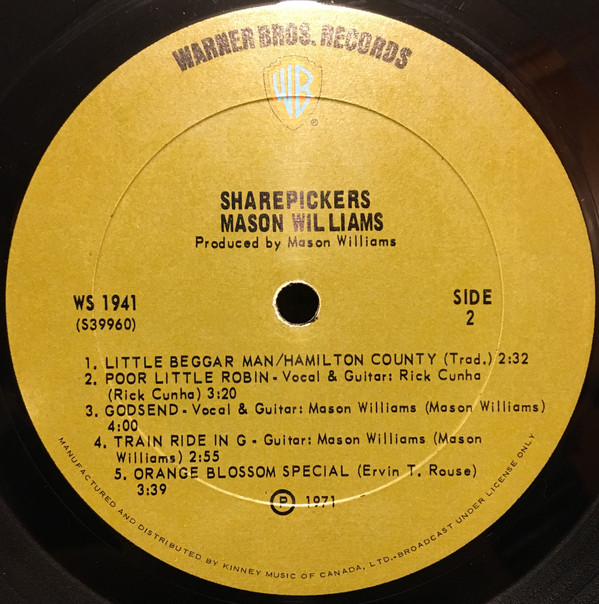 WARNER BROS. RECORDS
WB
®
SHAREPICKERS
MASON WILLIAMS
Produced by Mason Williams
WS 1941
(S39960)
SIDE
2
1. LITTLE BEGGAR MAN/HAMILTON COUNTY (Trad.) 2:32
2. POOR LITTLE ROBIN - Vocal & Guitar: Rick Cunha
(Rick Cunha) 3:20
3. GODSEND - Vocal & Guitar: Mason Williams (Mason Williams)
4:00
4. TRAIN RIDE IN G - Guitar: Mason Williams (Mason
Williams) 2:55
5. ORANGE BLOSSOM SPECIAL (Ervin T. Rouse)
3:39
Ⓟ 1971
MANUFACTURED AND DISTRIBUTED BY KINNEY MUSIC OF CANADA, LTD.-BROADCAST UNDER LICENSE ONLY